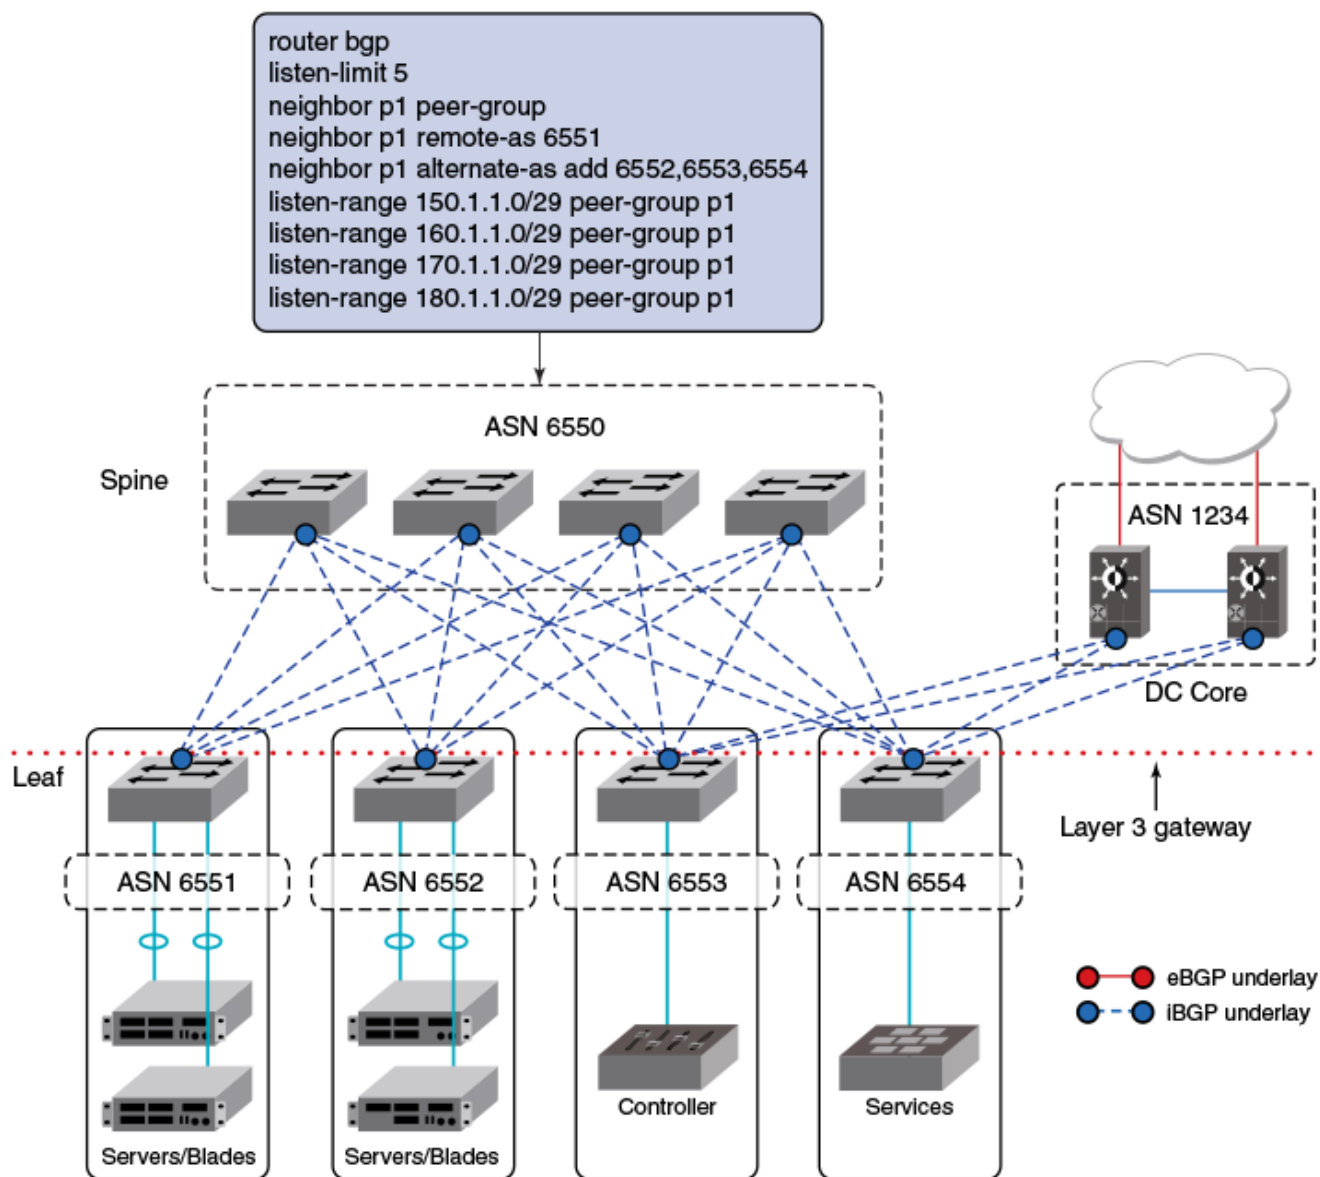 router bgp
listen-limit 5
neighbor p1 peer-group
neighbor p1 remote-as 6551
neighbor p1 alternate-as add 6552,6553,6554
listen-range 150.1.1.0/29 peer-group p1
listen-range 160.1.1.0/29 peer-group p1
listen-range 170.1.1.0/29 peer-group p1
listen-range 180.1.1.0/29 peer-group p1
ASN 6550
Spine
ASN 1234
DC Core
Leaf
Layer 3 gateway
ASN 6551
ASN 6552
ASN 6553
ASN 6554
eBGP underlay
iBGP underlay
Controller
Services
Servers/Blades
Servers/Blades